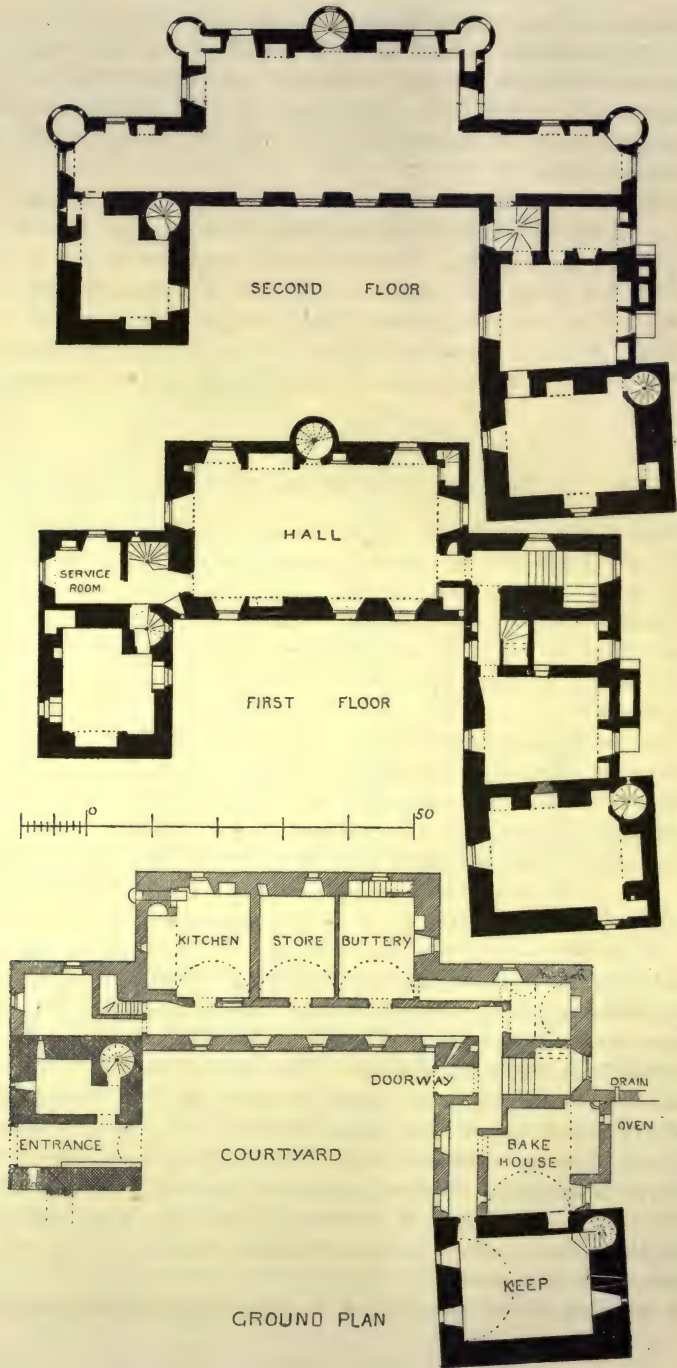 SECOND FLOOR
HALL
SERVICE
ROOM
FIRST FLOOR
0 50
KITCHEN STORE BUTTERY
DOORWAY
DRAIN
OVEN
ENTRANCE
COURTYARD
BAKE
HOUSE
KEEP
GROUND PLAN